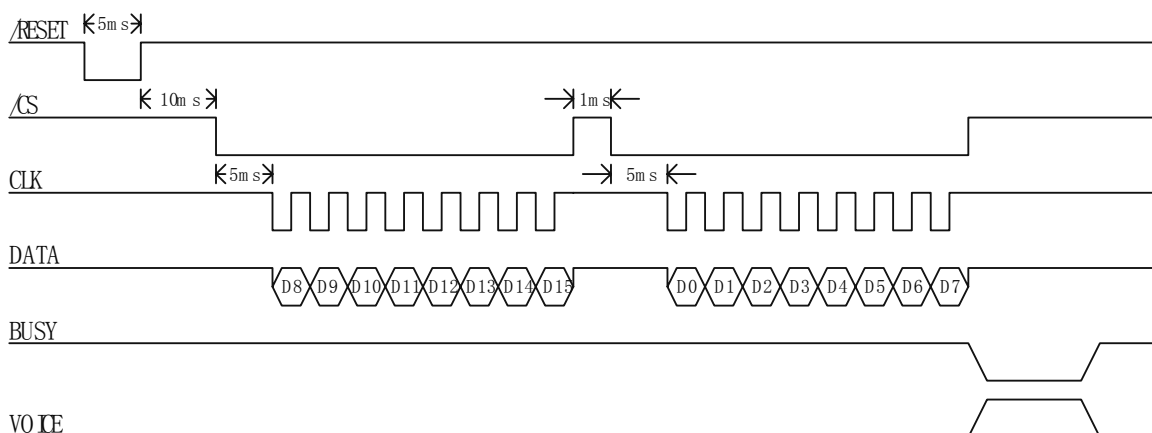 5ms
/RESET
10ms 1ms
/CS
5ms 5ms
CLK
DATA
D8 D9 D10 D11 D12 D13 D14 D15 D0 D1 D2 D3 D4 D5 D6 D7
BUSY
VOICE